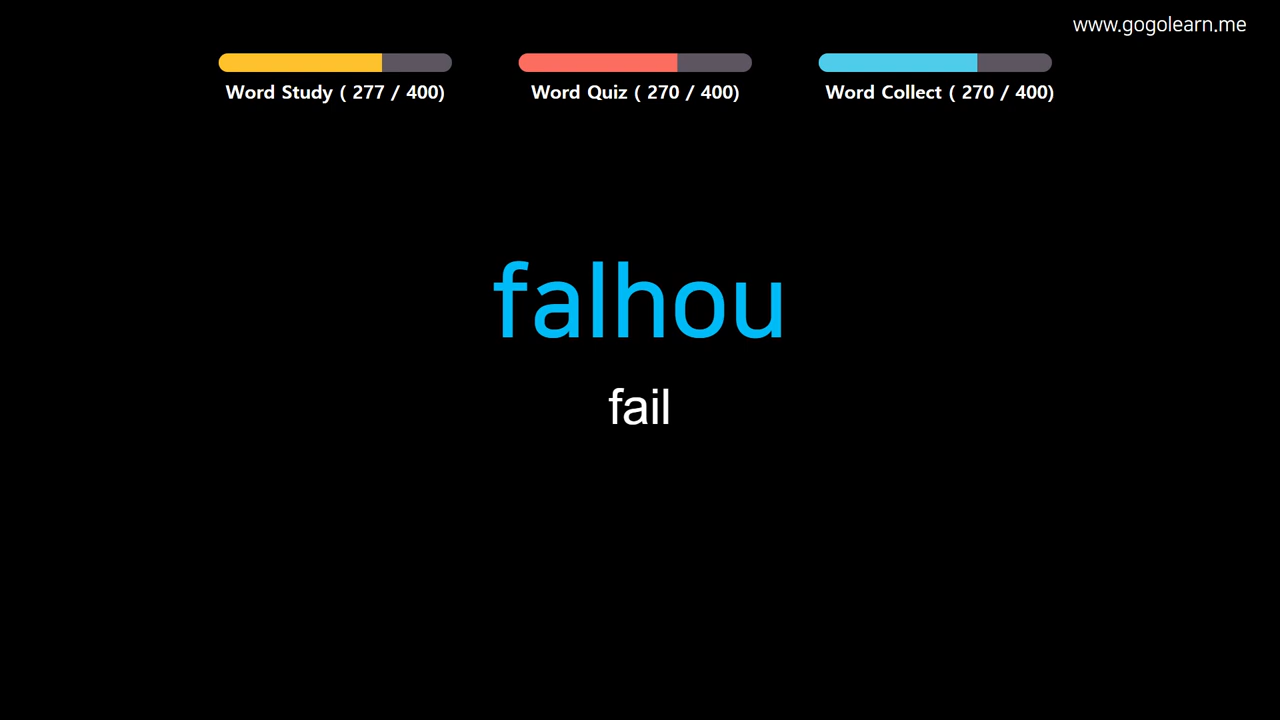 www.gogolearn.me
Word Study ( 277 / 400)
Word Quiz ( 270 / 400)
Word Collect ( 270 / 400)
falhou
fail